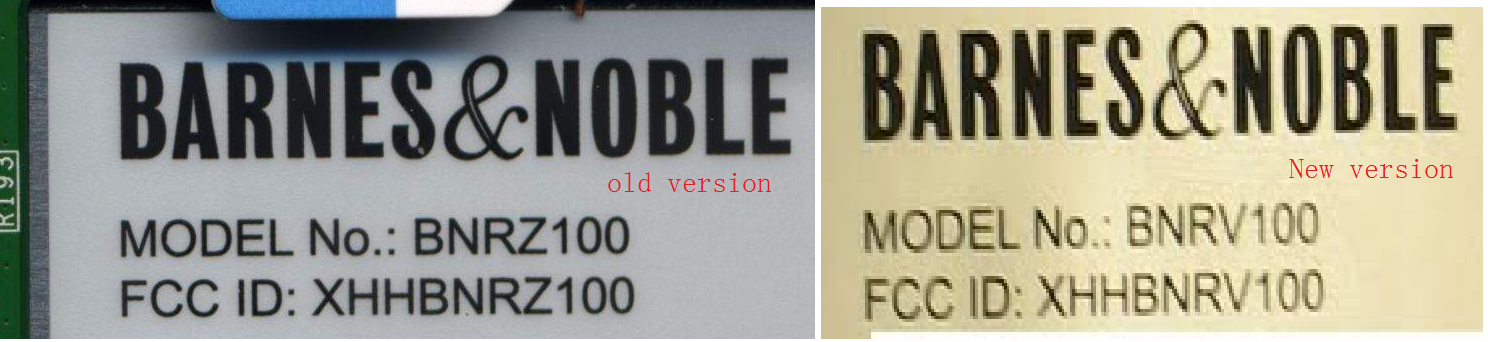 BARNES & NOBLE
old version
MODEL No.: BNRZ100
FCC ID: XHHBNRZ100
R193
BARNES & NOBLE
New version
MODEL No.: BNRV100
FCC ID: XHHBNRV100